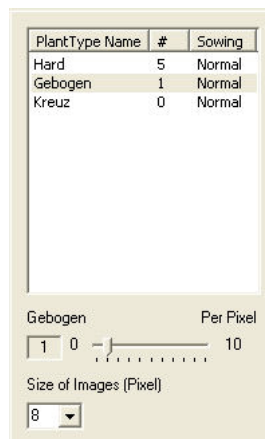 PlantType Name # Sowing
Hard 5 Normal
Gebogen 1 Normal
Kreuz 0 Normal
Gebogen Per Pixel
1 0 10
Size of Images (Pixel)
8